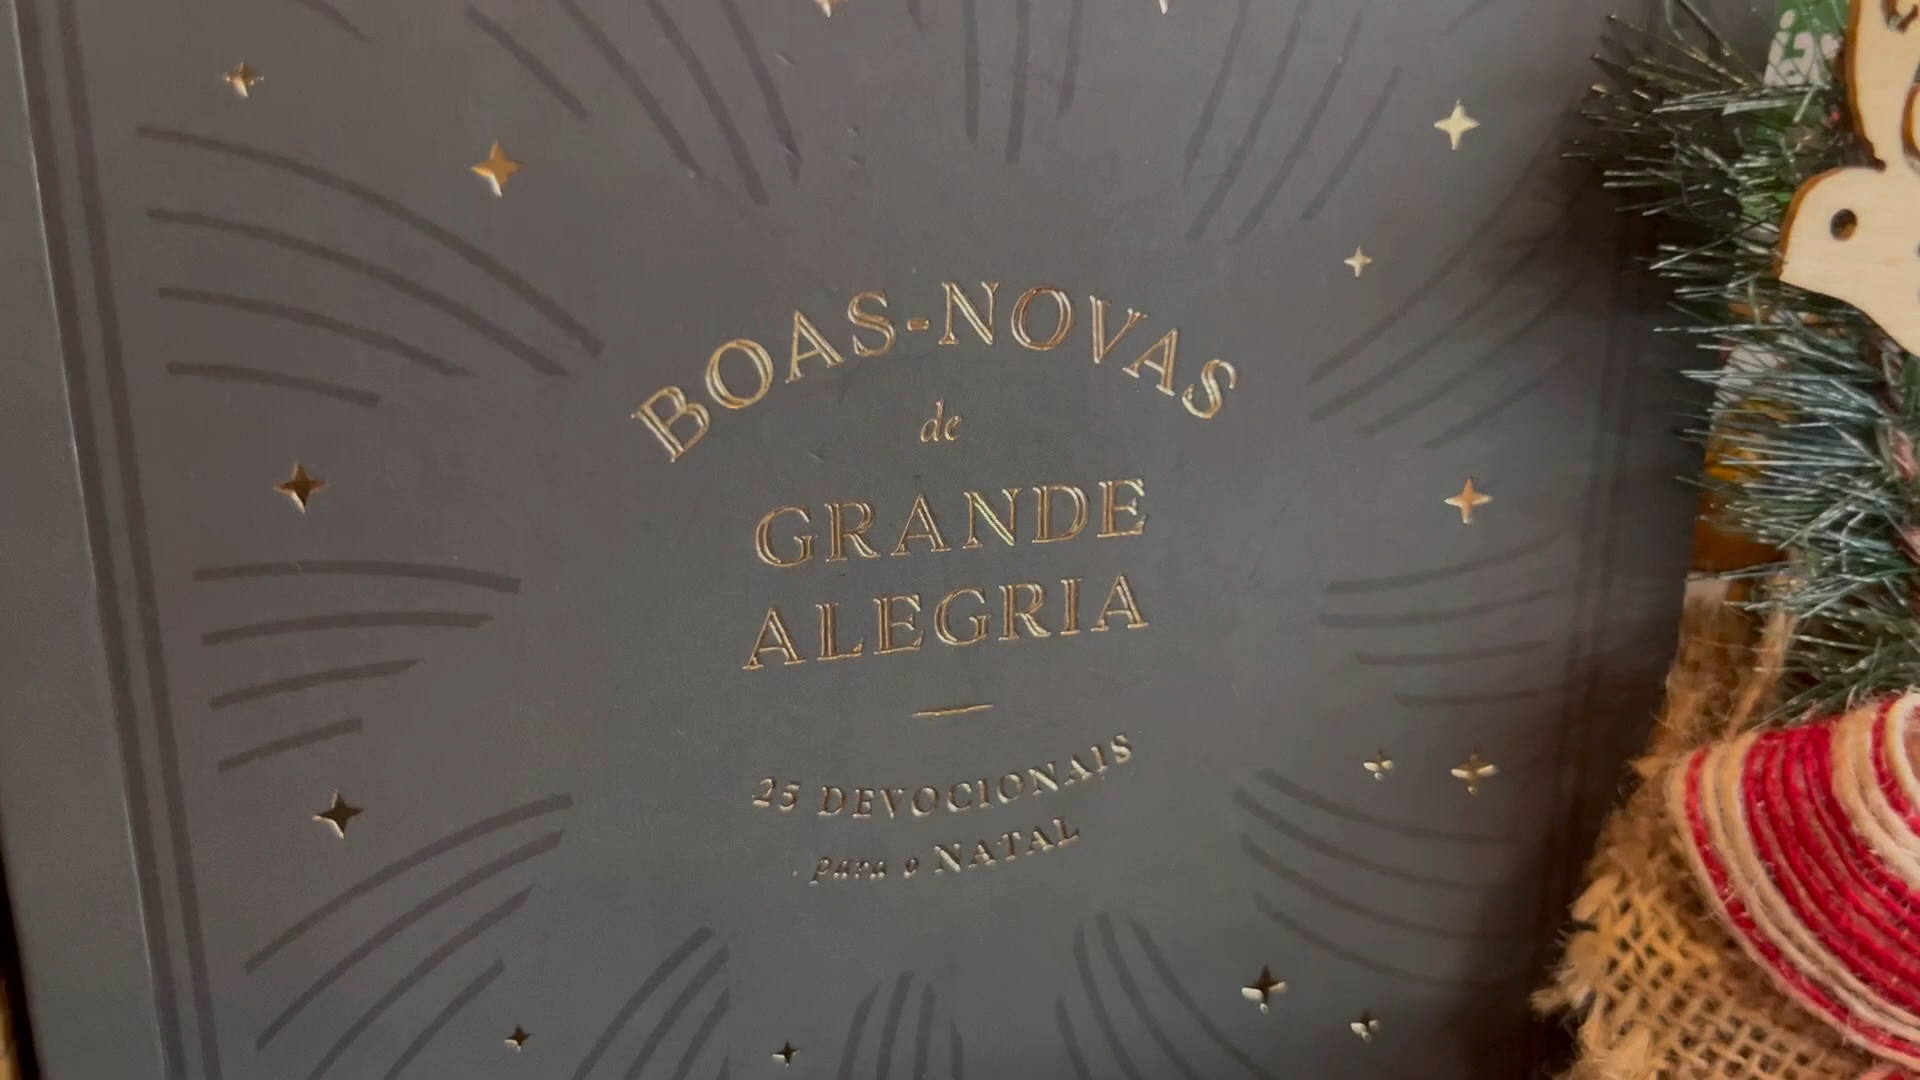 BOAS-NOVAS
de
GRANDE
ALEGRIA
25 DEVOCIONAIS
para o NATAL